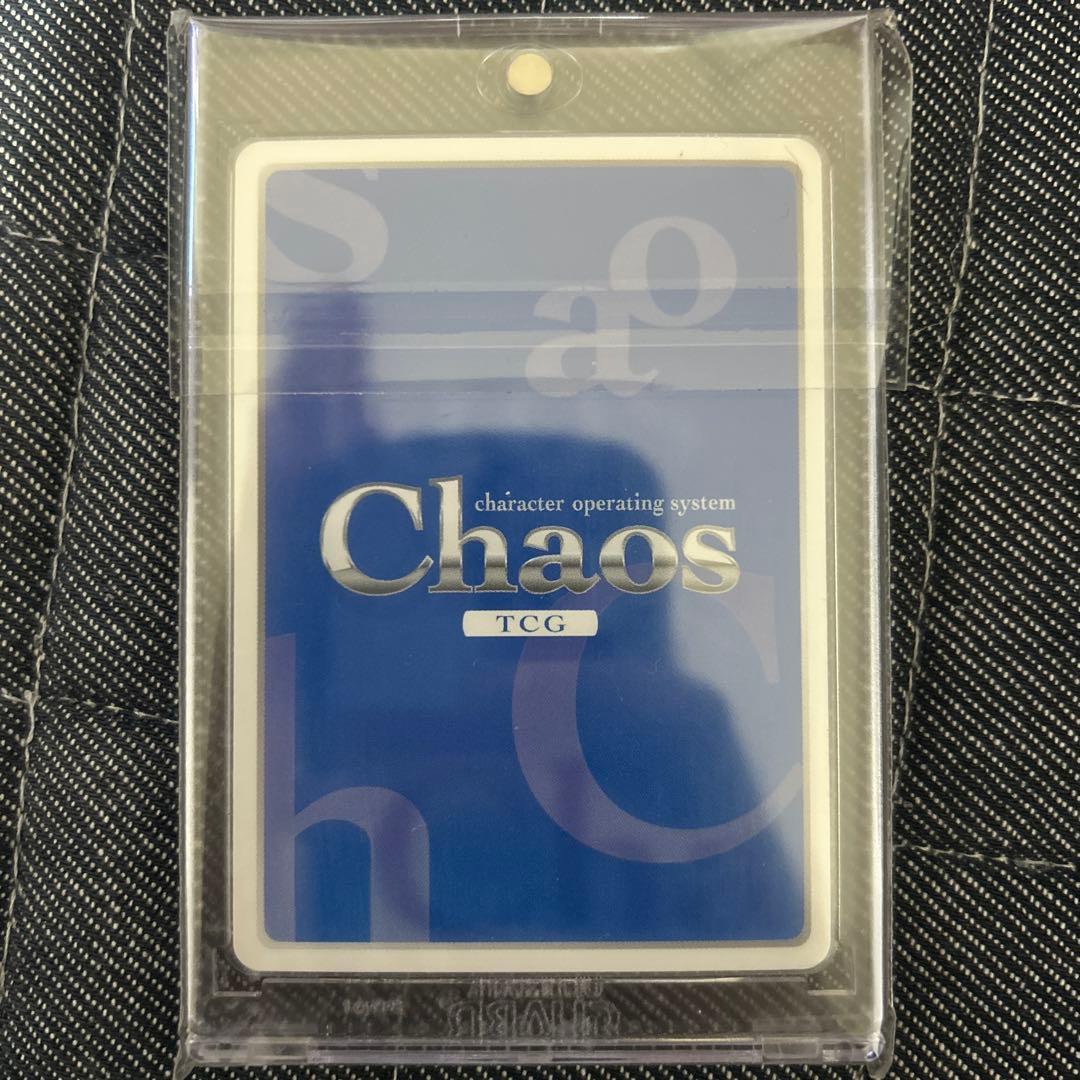 s
a o
character operating system
Chaos
TCG
C
h